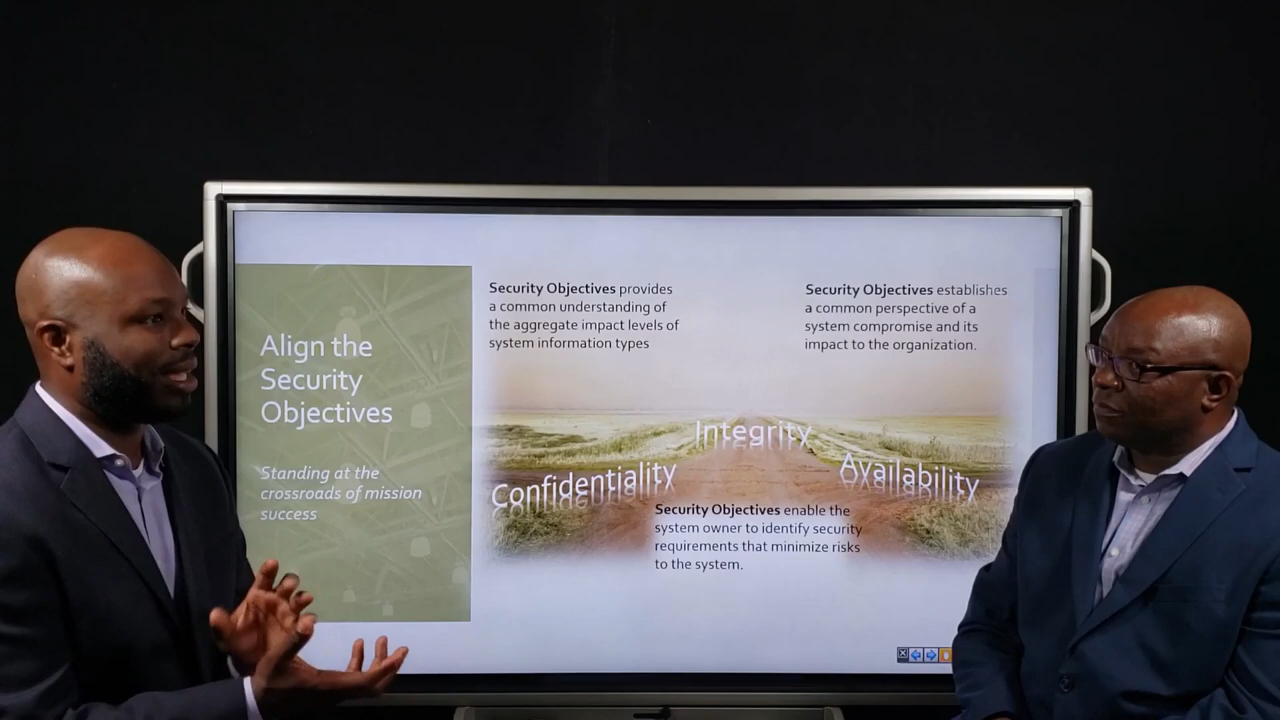 Align the
Security
Objectives
Standing at the
crossroads of mission
success
Security Objectives provides
a common understanding of
the aggregate impact levels of
system information types
Security Objectives establishes
a common perspective of a
system compromise and its
impact to the organization.
Integrity
Confidentiality
Availability
Security Objectives enable the
system owner to identify security
requirements that minimize risks
to the system.